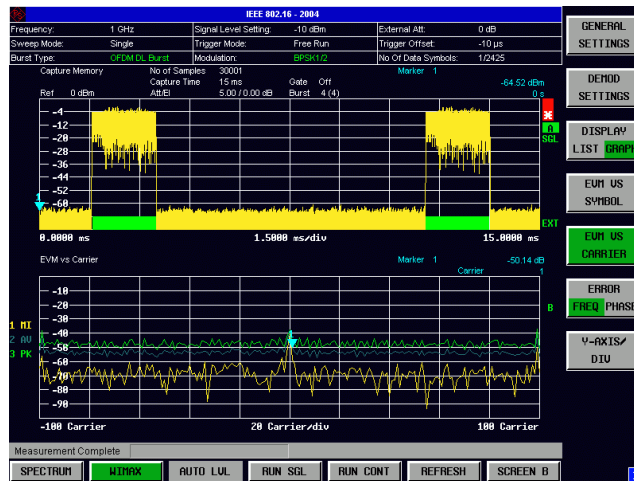 IEEE 802.16 - 2004
Frequency: 1 GHz Signal Level Setting: -10 dBm External Att: 0 dB
Sweep Mode: Single Trigger Mode: Free Run Trigger Offset: -10 µs
Burst Type: OFDM DL Burst Modulation: BPSK1/2 No Of Data Symbols: 1/2425
Capture Memory No of Samples 30001 Marker 1
Capture Time 15 ms Gate Off -64.52 dBm
Ref 0 dBm Att/El 5.00 / 0.00 dB Burst 4 (4) 0 s
-4
-12
-20
-28
-36
-44
-52
-60
1
A
SGL
EXT
0.0000 ms 1.5000 ms/div 15.0000 ms
EVM vs Carrier Marker 1 -50.14 dB
Carrier 1
-10
-20
-30
-40
-50
-60
-70
-80
-90
1 MI
2 AV
3 PK
1
B
-100 Carrier 20 Carrier/div 100 Carrier
Measurement Complete
SPECTRUM WIMAX AUTO LVL RUN SGL RUN CONT REFRESH SCREEN B
GENERAL
SETTINGS
DEMOD
SETTINGS
DISPLAY
LIST GRAPH
EVM VS
SYMBOL
EVM VS
CARRIER
ERROR
FREQ PHASE
Y-AXIS/
DIV